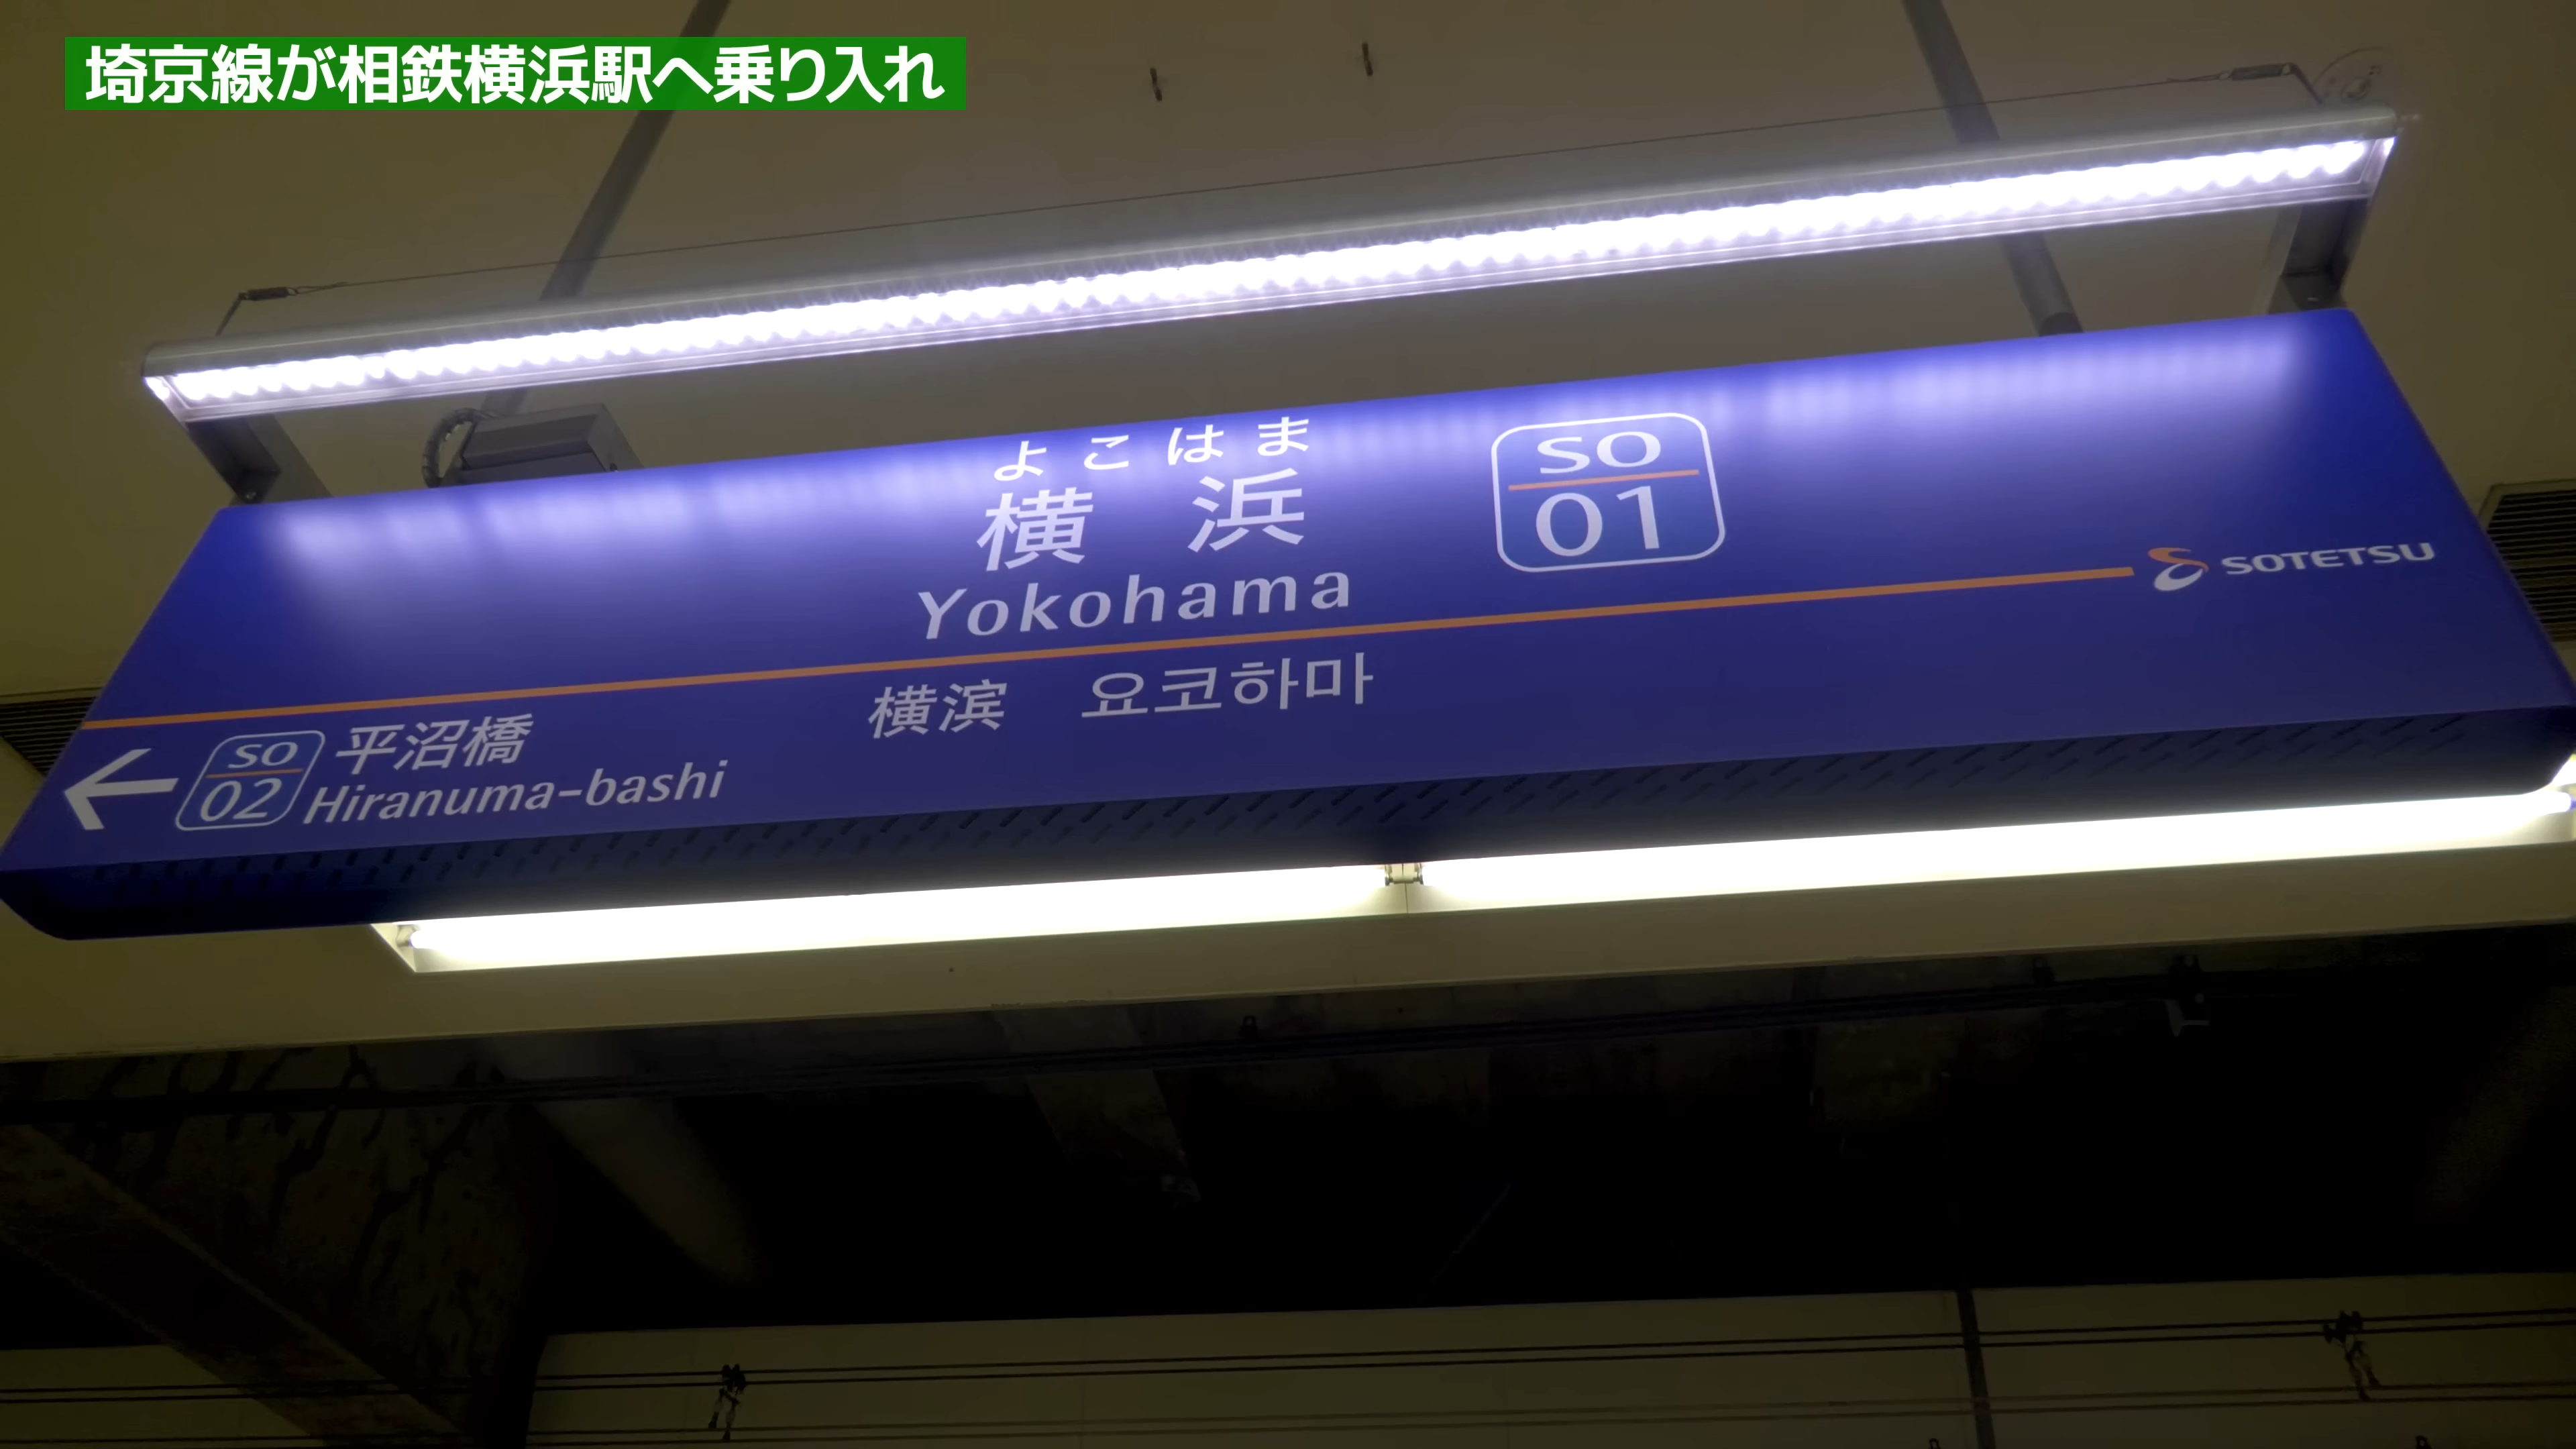 埼京線が相鉄横浜駅へ乗り入れ
よこはま
横浜
SO
01
Yokohama
SOTETSU
横滨 요코하마
SO
02
平沼橋
Hiranuma-bashi